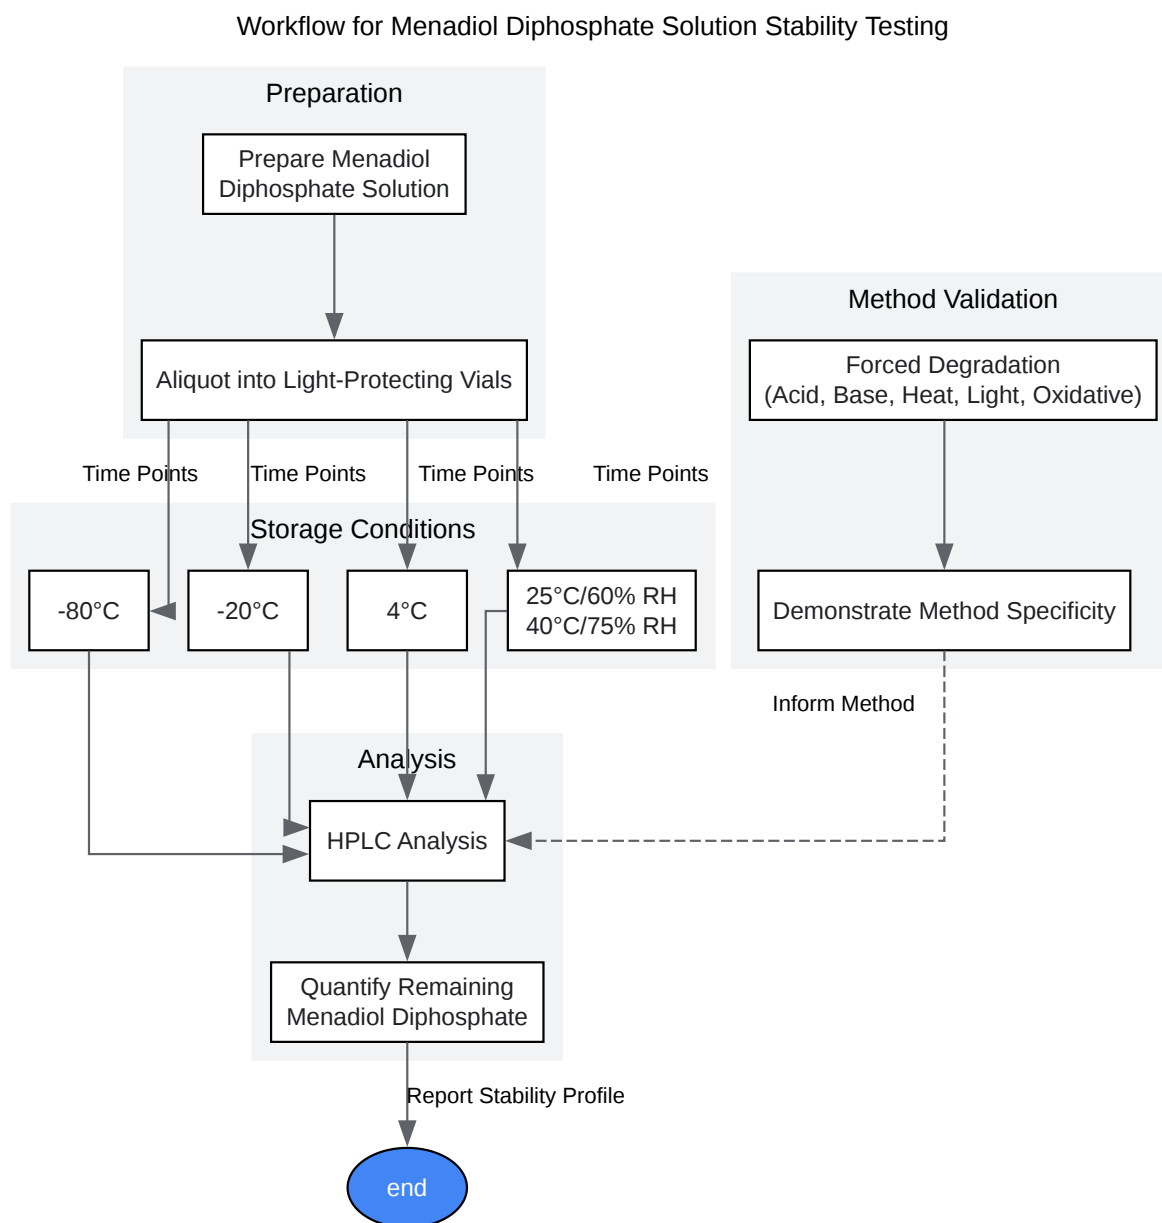 Workflow for Menadiol Diphosphate Solution Stability Testing
Preparation
Prepare Menadiol
Diphosphate Solution
Aliquot into Light-Protecting Vials
Method Validation
Forced Degradation
(Acid, Base, Heat, Light, Oxidative)
Time Points
Time Points
Time Points
Time Points
Storage Conditions
-80°C
-20°C
4°C
25°C/60% RH
40°C/75% RH
Demonstrate Method Specificity
Inform Method
Analysis
HPLC Analysis
Quantify Remaining
Menadiol Diphosphate
Report Stability Profile
end